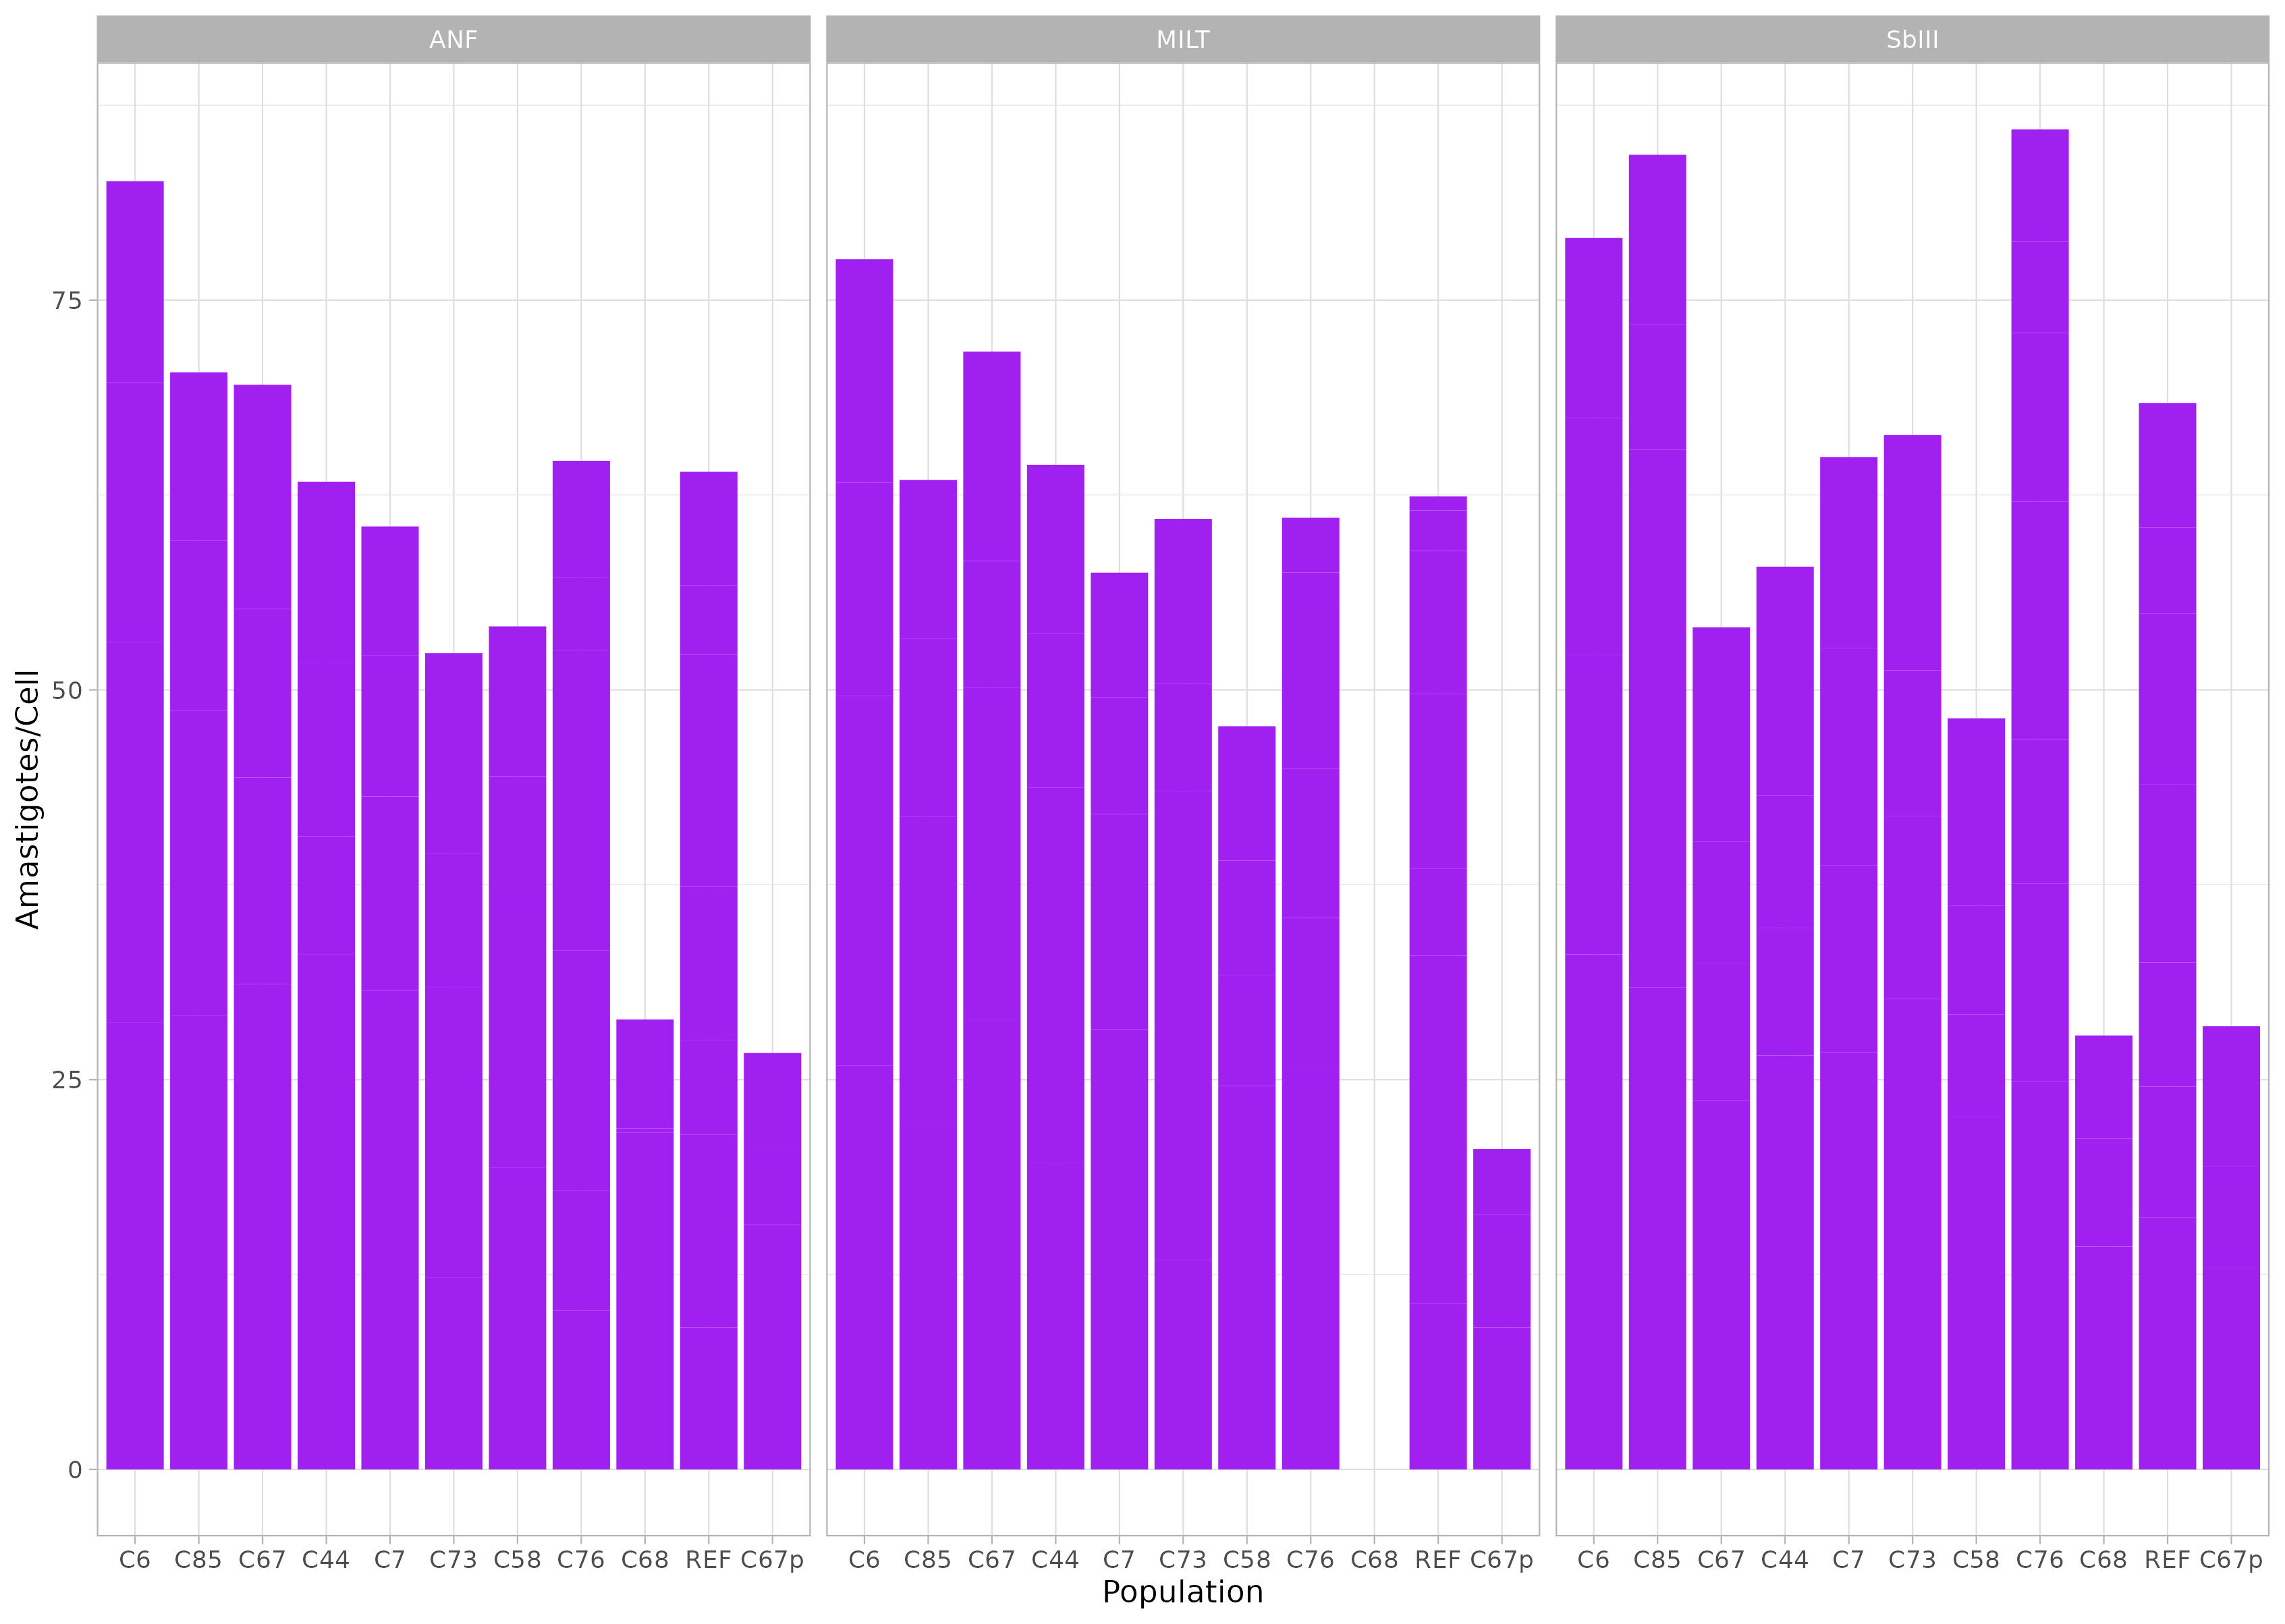 ANF MILT SbIII
Amastigotes/Cell
75
50
25
0
C6 C85 C67 C44 C7 C73 C58 C76 C68 REF C67p C6 C85 C67 C44 C7 C73 C58 C76 C68 REF C67p C6 C85 C67 C44 C7 C73 C58 C76 C68 REF C67p
Population